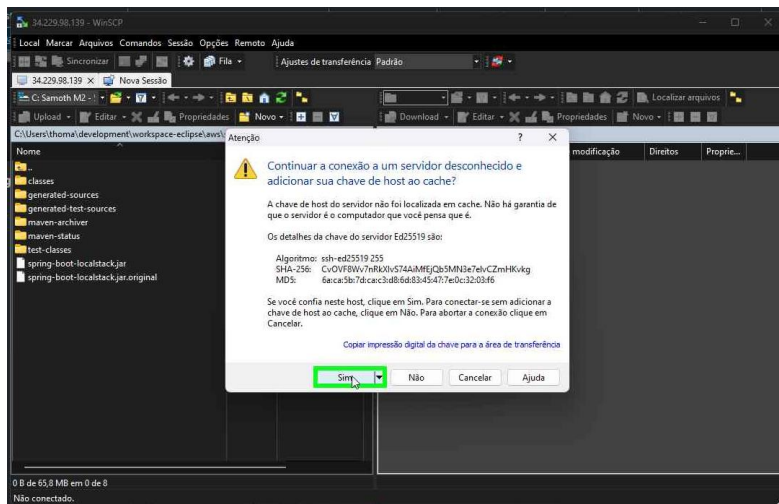 34.229.98.139 - WinSCP
Local Marcar Arquivos Comandos Sessão Opções Remoto Ajuda
Sincronizar Fila Ajustes de transferência Padrão
34.229.98.139 Nova Sessão
C: Samoth M2 - Localizar arquivos
Upload Editar Propriedades Novo Download Editar Propriedades Novo
C:\Users\thoma\development\workspace-eclipse\aws\
Nome modificação Direitos Proprie...
..
classes
generated-sources
generated-test-sources
maven-archiver
maven-status
test-classes
spring-boot-localstack.jar
spring-boot-localstack.jar.original
Atenção ?
Continuar a conexão a um servidor desconhecido e
adicionar sua chave de host ao cache?
A chave de host do servidor não foi localizada em cache. Não há garantia de
que o servidor é o computador que você pensa que é.
Os detalhes da chave do servidor Ed25519 são:
Algoritmo: ssh-ed25519 255
SHA-256:
MD5: 6a:ca:5b:7d:ca:c3:d8:6d:83:45:47:7e:0c:32:03:f6
Se você confia neste host, clique em Sim. Para conectar-se sem adicionar a
chave de host ao cache, clique em Não. Para abortar a conexão clique em
Cancelar.
Copiar impressão digital da chave para a área de transferência
Sim Não Cancelar Ajuda
0 B de 65,8 MB em 0 de 8
Não conectado.